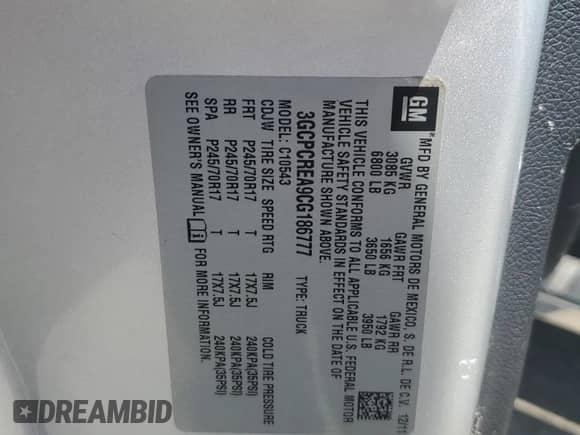 GM
MFD BY GENERAL MOTORS DE MEXICO, S. DE R.L. DE C.V. 12/11
GVWR GAWR FRT GAWR RR
3085 KG 1656 KG 1792 KG
6800 LB 3650 LB 3950 LB
THIS VEHICLE CONFORMS TO ALL APPLICABLE U.S. FEDERAL MOTOR
VEHICLE SAFETY STANDARDS IN EFFECT ON THE DATE OF
MANUFACTURE SHOWN ABOVE.
3GCPCREA9CG186777 TYPE: TRUCK
MODEL: C10543
CDJW TIRE SIZE SPEED RTG RIM COLD TIRE PRESSURE
FRT P245/70R17 T 17X7.5J 240KPA(35PSI)
RR P245/70R17 T 17X7.5J 240KPA(35PSI)
SPA P245/70R17 T 17X7.5J 240KPA(35PSI)
SEE OWNER'S MANUAL i FOR MORE INFORMATION.
DREAMBID